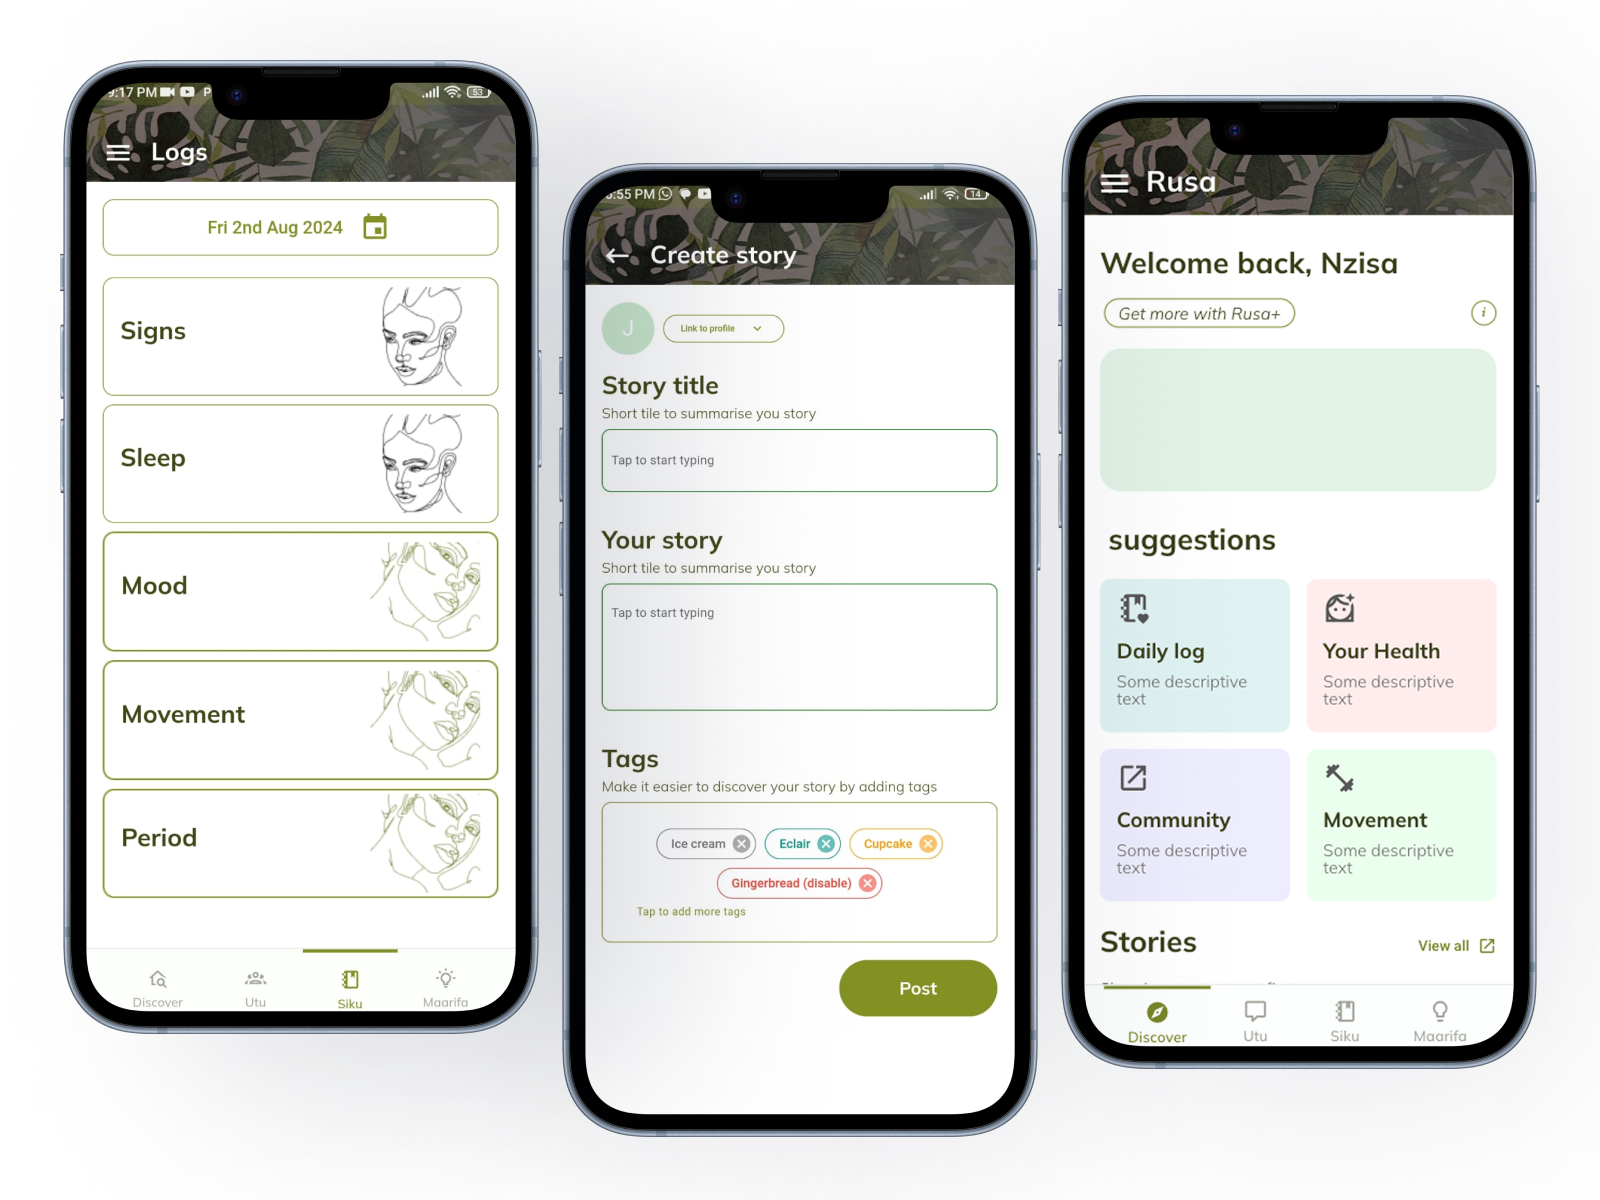 9:17 PM
53
Logs
Fri 2nd Aug 2024
Signs
Sleep
Mood
Movement
Period
Discover
Utu
Siku
Maarifa
:55 PM
14
Create story
J
Link to profile
Story title
Short tile to summarise you story
Tap to start typing
Your story
Short tile to summarise you story
Tap to start typing
Tags
Make it easier to discover your story by adding tags
Ice cream
Eclair
Cupcake
Gingerbread (disable)
Tap to add more tags
Post
Rusa
Welcome back, Nzisa
Get more with Rusa+
i
suggestions
Daily log
Some descriptive
text
Your Health
Some descriptive
text
Community
Some descriptive
text
Movement
Some descriptive
text
Stories
View all
Discover
Utu
Siku
Maarifa